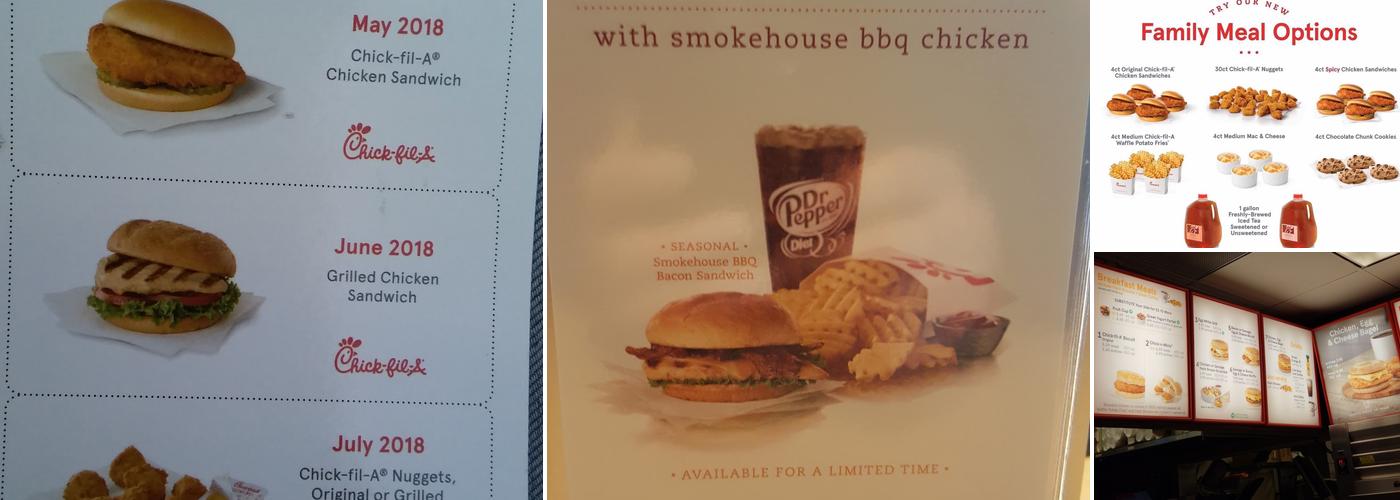 May 2018
Chick-fil-A®
Chicken Sandwich
Chick-fil-A®
June 2018
Grilled Chicken
Sandwich
Chick-fil-A®
July 2018
Chick-fil-A® Nuggets,
Original or Grilled
with smokehouse bbq chicken
Dr
Pepper
Diet
• SEASONAL •
Smokehouse BBQ
Bacon Sandwich
• AVAILABLE FOR A LIMITED TIME •
TRY OUR NEW
Family Meal Options
4ct Original Chick-fil-A®
Chicken Sandwiches
30ct Chick-fil-A® Nuggets
4ct Spicy Chicken Sandwiches
4ct Medium Chick-fil-A
Waffle Potato Fries®
4ct Medium Mac & Cheese
4ct Chocolate Chunk Cookies
1 gallon
Freshly-Brewed
Iced Tea
Sweetened or
Unsweetened
Breakfast Meals
Chicken, Egg
& Cheese Bagel